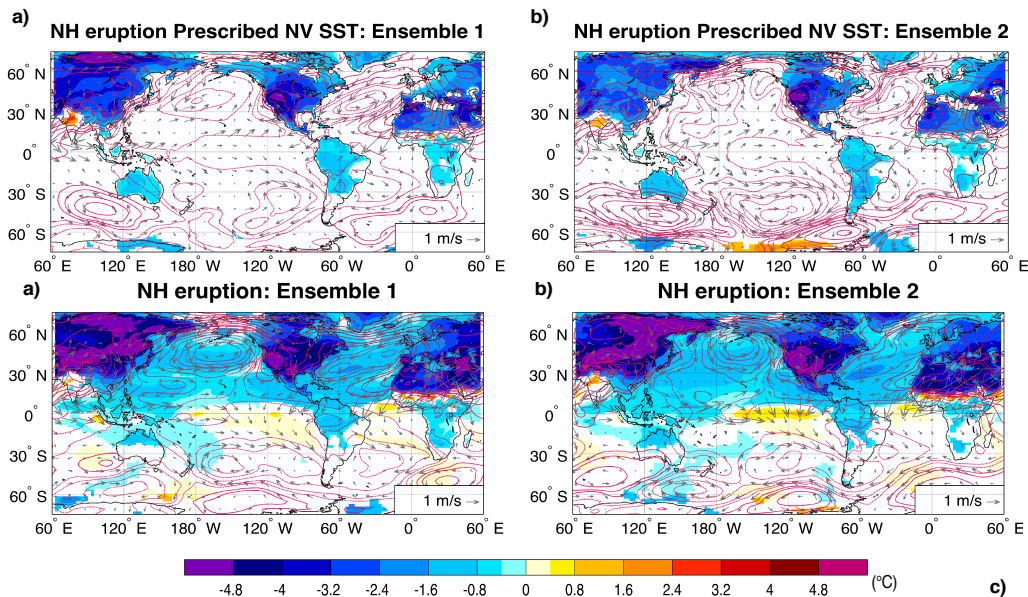 a)
NH eruption Prescribed NV SST: Ensemble 1
60° N
30° N
0°
30° S
60° S
1 m/s
60° E 120° E 180° W 120° W 60° W 0° 60° E
b)
NH eruption Prescribed NV SST: Ensemble 2
60° N
30° N
0°
30° S
60° S
1 m/s
60° E 120° E 180° W 120° W 60° W 0° 60° E
a)
NH eruption: Ensemble 1
60° N
30° N
0°
30° S
60° S
1 m/s
60° E 120° E 180° W 120° W 60° W 0° 60° E
b)
NH eruption: Ensemble 2
60° N
30° N
0°
30° S
60° S
1 m/s
60° E 120° E 180° W 120° W 60° W 0° 60° E
-4.8 -4 -3.2 -2.4 -1.6 -0.8 0 0.8 1.6 2.4 3.2 4 4.8 (°C)
c)